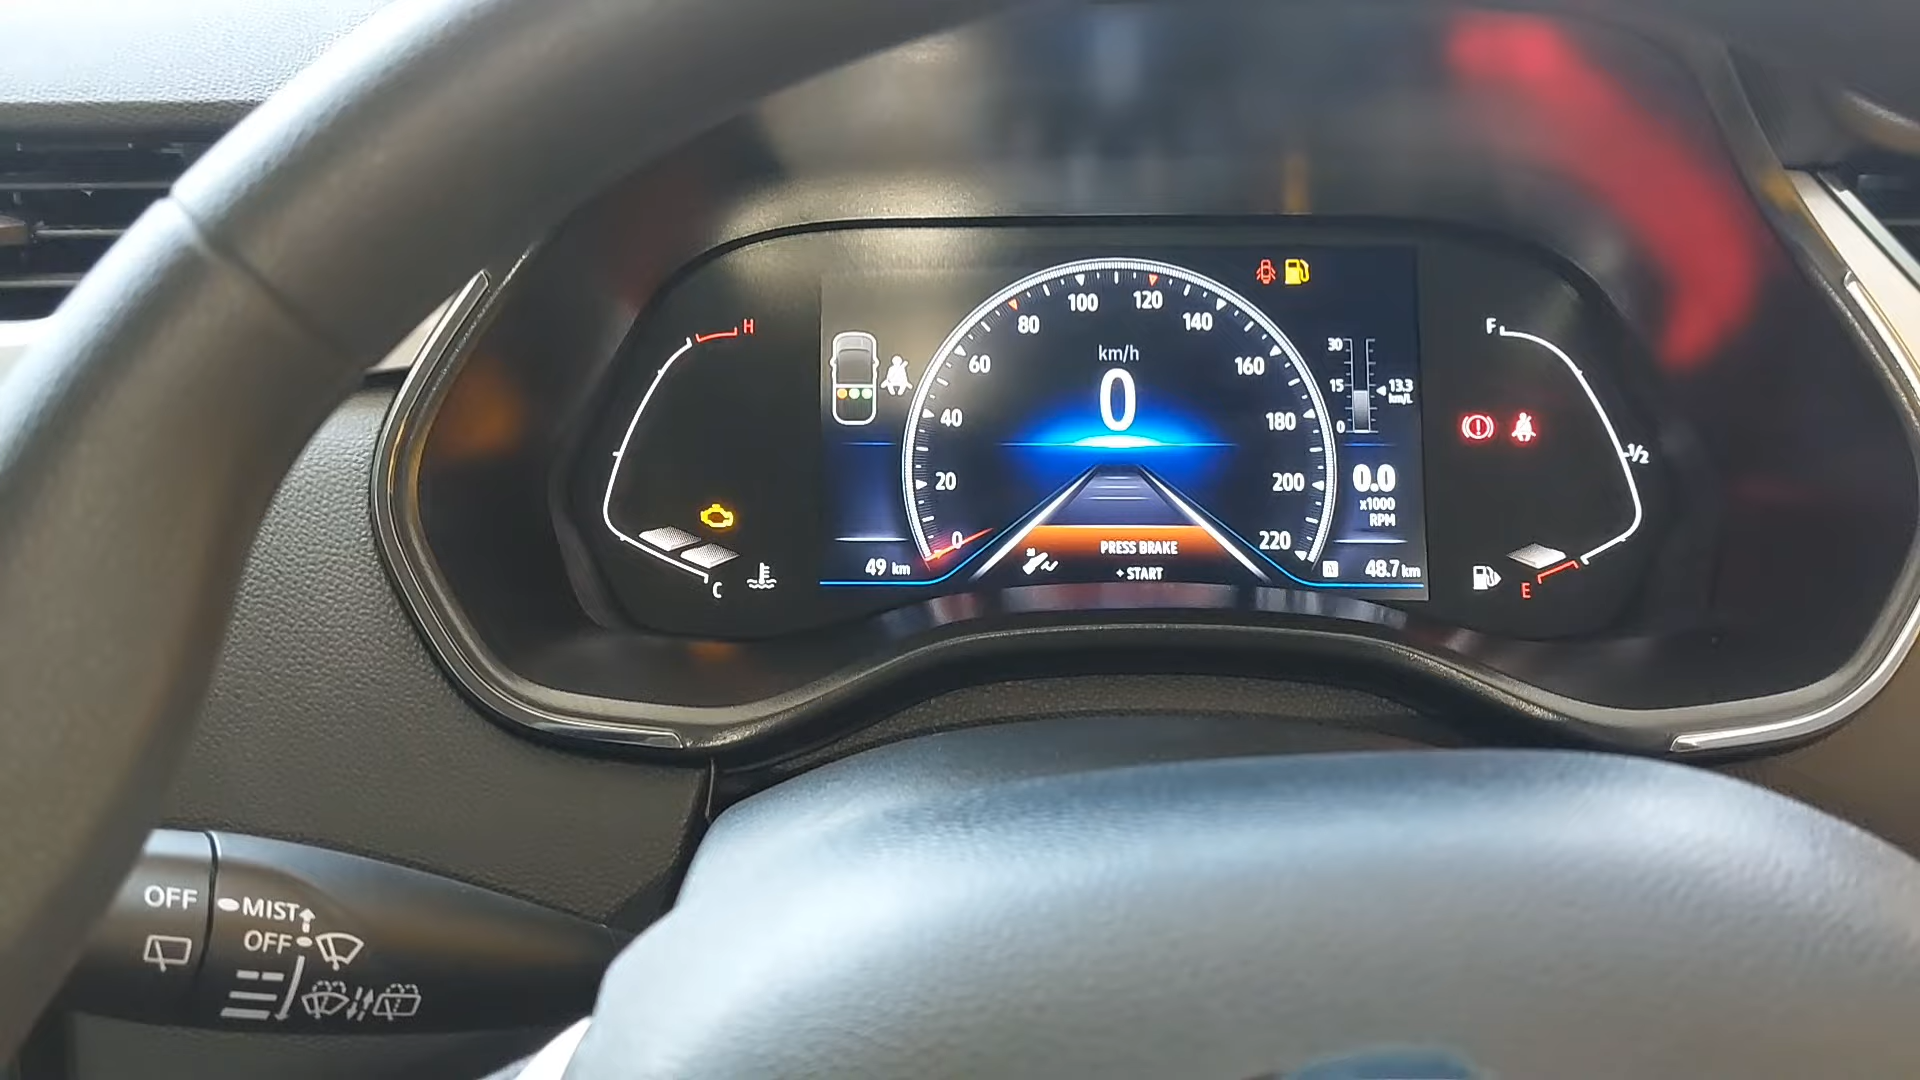 H
C
km/h
0
0
20
40
60
80
100
120
140
160
180
200
220
PRESS BRAKE
+ START
49 km
30
15
0
13.3
km/L
0.0
x1000
RPM
48.7 km
F
1/2
E
OFF
MIST
OFF